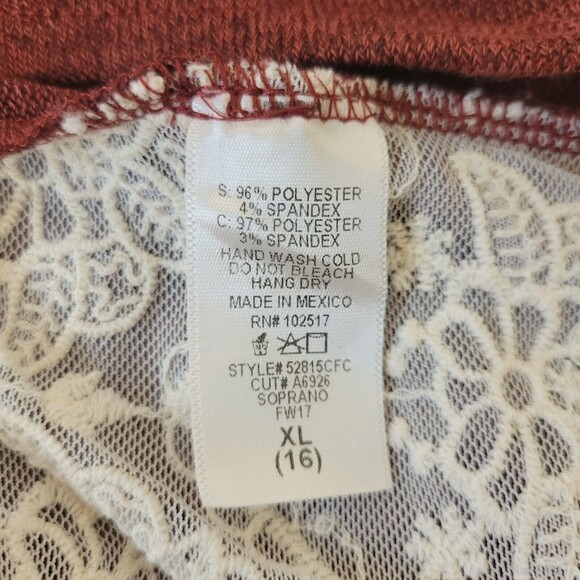 S: 96% POLYESTER
4% SPANDEX
C: 97% POLYESTER
3% SPANDEX
HAND WASH COLD
DO NOT BLEACH
HANG DRY
MADE IN MEXICO
RN# 102517
STYLE# 52815CFC
CUT# A6926
SOPRANO
FW17
XL
(16)